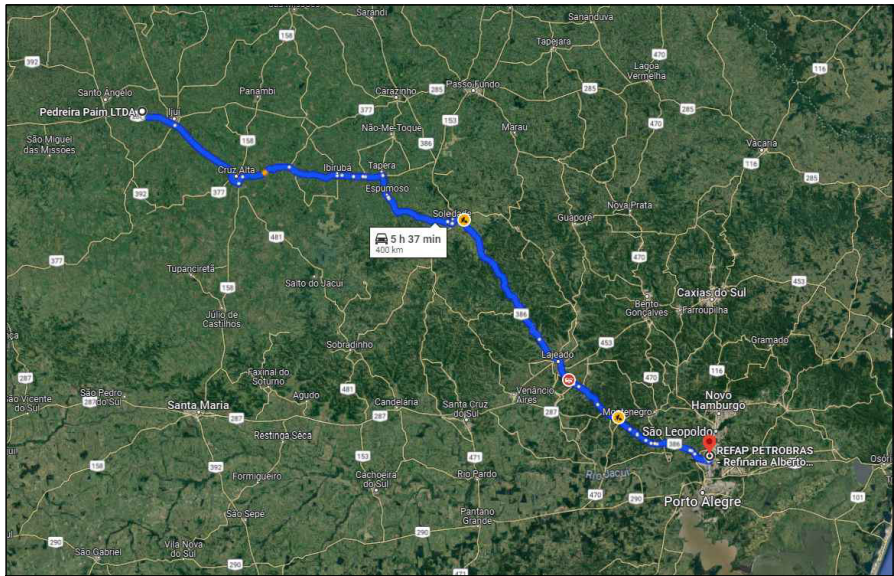 Sarandi
Sananduva
158
470
Tapejara
153
392
285
Lagoa
Vermelha
116
Santo Ângelo
Panambi
Carazinho
Passo Fundo
285
Pedreira Paim LTDA
Ijuí
377
153
Não-Me-Toque
386
Marau
470
São Miguel
das Missões
158
Vacaria
116
285
Cruz Alta
Ibirubá
Tapera
377
Espumoso
392
Nova Prata
Soledade
Guaporé
5 h 37 min
400 km
481
470
377
Tupanciretã
Salto do Jacuí
453
158
Caxias do Sul
Bento
Gonçalves
Farroupilha
Júlio de
Castilhos
386
Sobradinho
453
Gramado
Lajeado
287
Faxinal do
Soturno
481
470
116
São Vicente
do Sul
São Pedro
do Sul
287
Agudo
Candelária
Venâncio
Aires
Novo
Hamburgo
Santa Maria
287
287
Santa Cruz
do Sul
287
Montenegro
São Leopoldo
Restinga Sêca
386
REFAP PETROBRAS
- Refinaria Alberto...
153
471
158
392
Cachoeira
do Sul
Rio Pardo
Rio Jacuí
Formigueiro
470
290
101
Porto Alegre
São Sepé
Pantano
Grande
290
290
290
São Gabriel
Vila Nova
do Sul
471